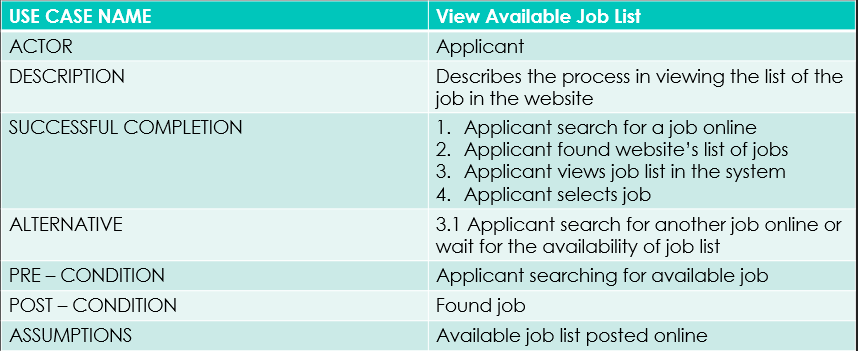 USE CASE NAME View Available Job List
ACTOR Applicant
DESCRIPTION Describes the process in viewing the list of the
job in the website
SUCCESSFUL COMPLETION 1. Applicant search for a job online
2. Applicant found website’s list of jobs
3. Applicant views job list in the system
4. Applicant selects job
ALTERNATIVE 3.1 Applicant search for another job online or
wait for the availability of job list
PRE – CONDITION Applicant searching for available job
POST – CONDITION Found job
ASSUMPTIONS Available job list posted online